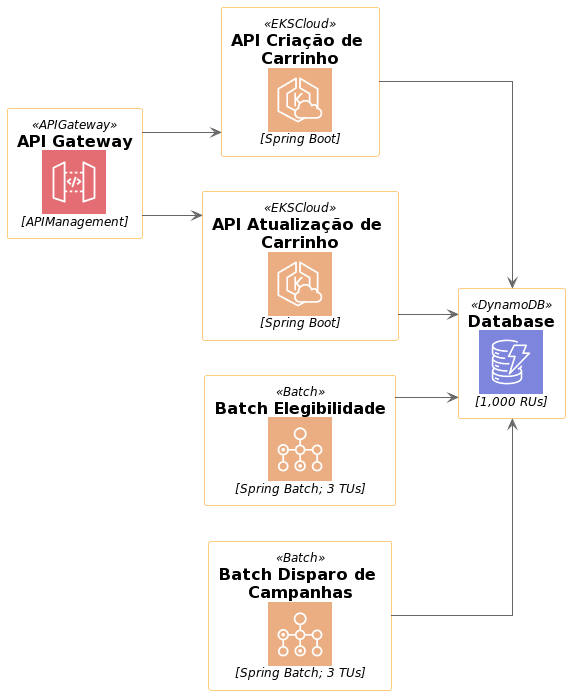 «EKSCloud»
API Criação de
Carrinho
[Spring Boot]
«APIGateway»
API Gateway
[APIManagement]
«EKSCloud»
API Atualização de
Carrinho
[Spring Boot]
«DynamoDB»
Database
[1,000 RUs]
«Batch»
Batch Elegibilidade
[Spring Batch; 3 TUs]
«Batch»
Batch Disparo de
Campanhas
[Spring Batch; 3 TUs]